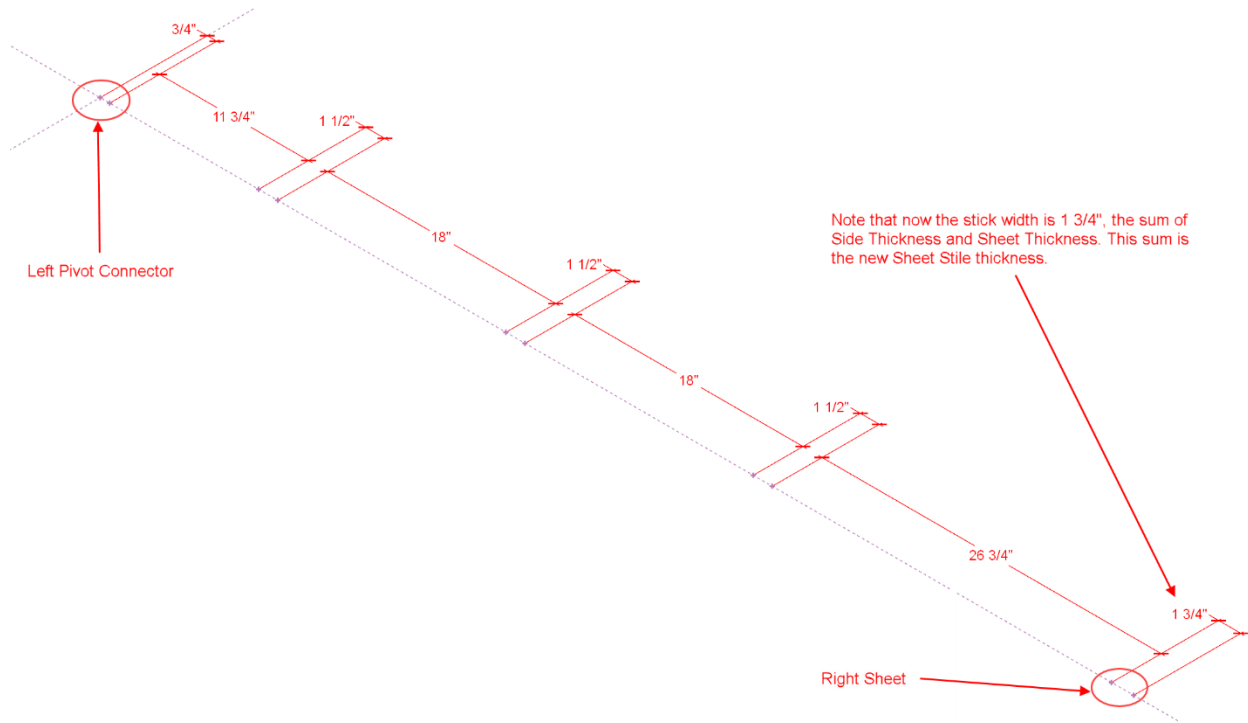 3/4"
11 3/4"
1 1/2"
18"
1 1/2"
Left Pivot Connector
Note that now the stick width is 1 3/4", the sum of
Side Thickness and Sheet Thickness. This sum is
the new Sheet Stile thickness.
18"
1 1/2"
26 3/4"
1 3/4"
Right Sheet